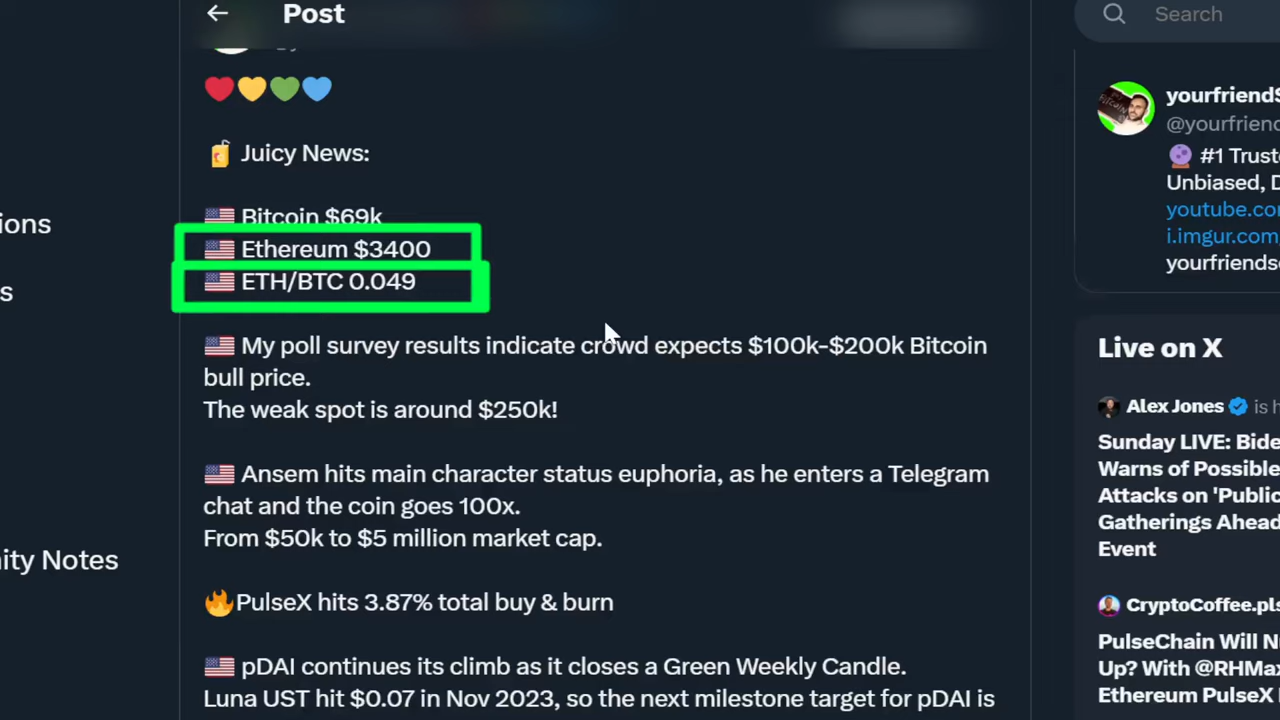 Post
Search
❤️💛💚💙
🧃 Juicy News:
🇺🇸 Bitcoin $69k
🇺🇸 Ethereum $3400
🇺🇸 ETH/BTC 0.049
🇺🇸 My poll survey results indicate crowd expects $100k-$200k Bitcoin
bull price.
The weak spot is around $250k!
🇺🇸 Ansem hits main character status euphoria, as he enters a Telegram
chat and the coin goes 100x.
From $50k to $5 million market cap.
🔥PulseX hits 3.87% total buy & burn
🇺🇸 pDAI continues its climb as it closes a Green Weekly Candle.
Luna UST hit $0.07 in Nov 2023, so the next milestone target for pDAI is
ions
s
ity Notes
yourfriendS
@yourfriend
🔮 #1 Trust
Unbiased, D
youtube.co
i.imgur.com
yourfriends
Live on X
Alex Jones is h
Sunday LIVE: Bide
Warns of Possible
Attacks on 'Public
Gatherings Ahead
Event
CryptoCoffee.pls
PulseChain Will N
Up? With @RHMax
Ethereum PulseX